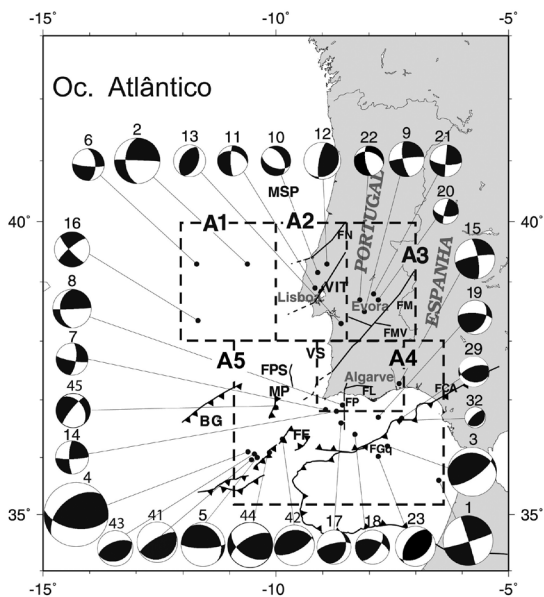 -15° -10° -5°
Oc. Atlântico
6 2 13 11 10 12 22 9 21
MSP
20
40° 40°
16 A1 A2 FN PORTUGAL 15
A3 ESPANHA
8 VIT
Lisboa Evora FM 19
7 FMV
A5 VS A4 29
FPS Algarve
45 MP FL FCA 32
FP
BG
14 FF FGq 3
4
35° 35°
43 41 5 44 42 17 18 23 1
-15° -10° -5°